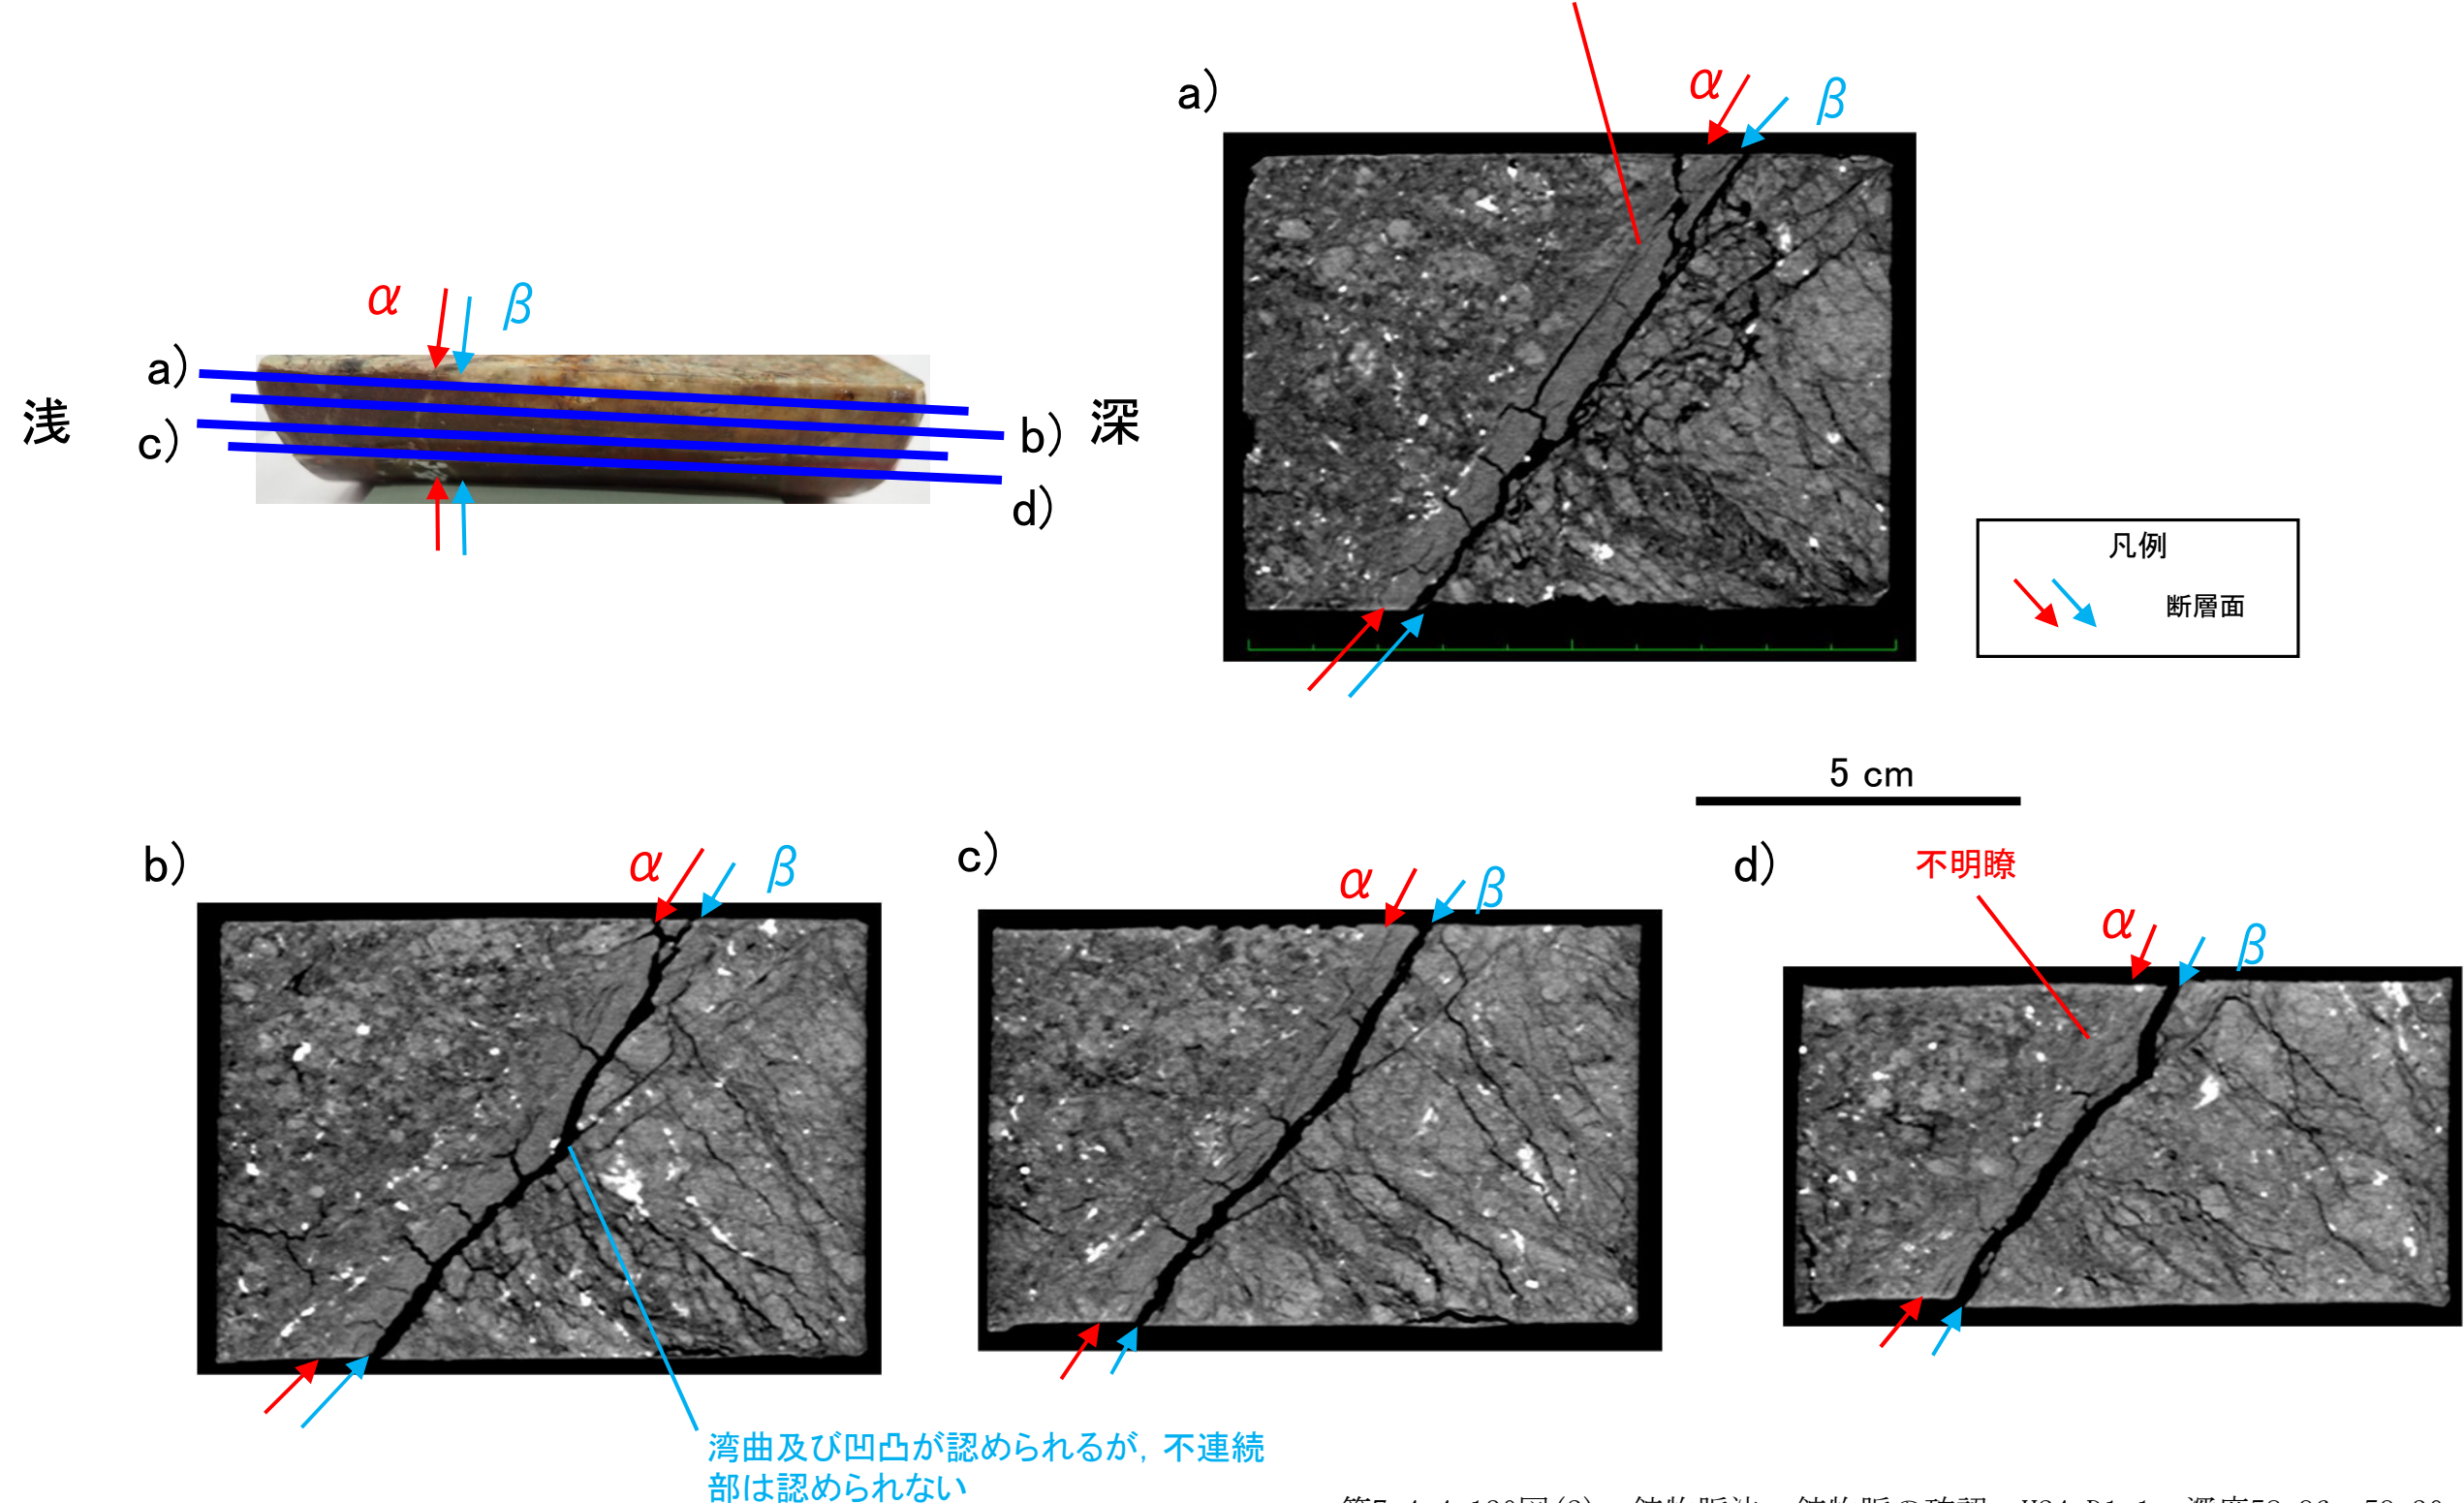 a)
α
β
α
β
a)
浅
c)
b)
深
d)
凡例
断層面
5 cm
b)
α
β
c)
α
β
d)
不明瞭
α
β
湾曲及び凹凸が認められるが，不連続
部は認められない